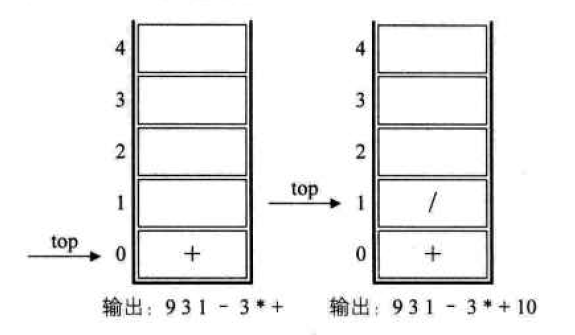 4 4
3 3
2 2
top 1 1 /
top 0 + 0 +
输出: 9 3 1 - 3 * + 输出: 9 3 1 - 3 * + 10